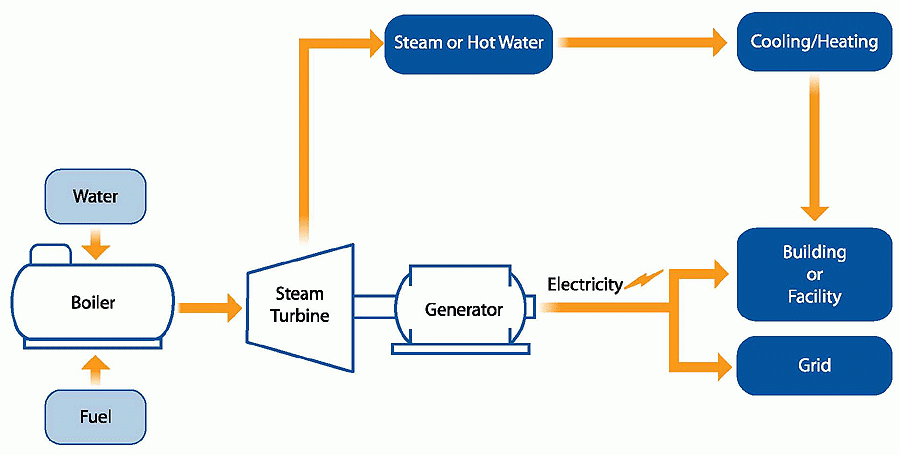 Steam or Hot Water
Cooling/Heating
Water
Boiler
Fuel
Steam
Turbine
Generator
Electricity
Building
or
Facility
Grid